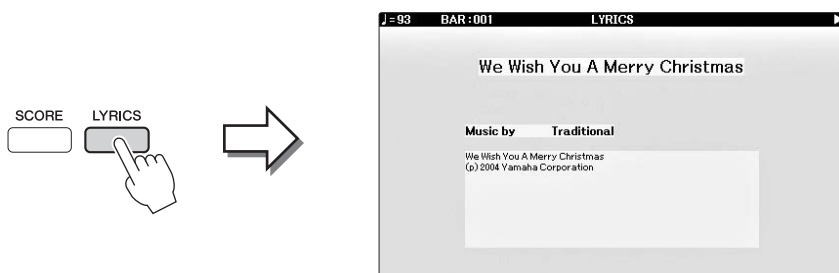 SCORE LYRICS
♩=93 BAR:001 LYRICS
We Wish You A Merry Christmas
Music by Traditional
We Wish You A Merry Christmas
(p) 2004 Yamaha Corporation